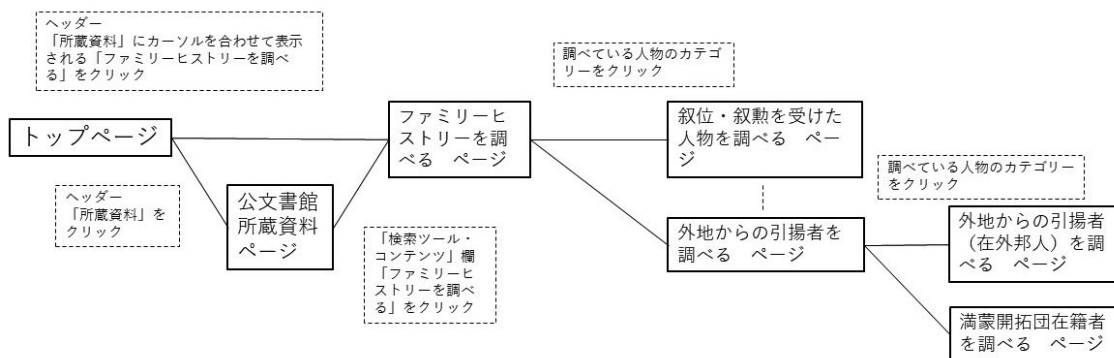 ヘッダー
「所蔵資料」にカーソルを合わせて表示
される「ファミリーヒストリーを調べ
る」をクリック
トップページ
ヘッダー
「所蔵資料」を
クリック
公文書館
所蔵資料
ページ
ファミリーヒ
ストリーを調
べる　ページ
「検索ツール・
コンテンツ」欄
「ファミリーヒ
ストリーを調べ
る」をクリック
調べている人物のカテゴ
リーをクリック
叙位・叙勲を受けた
人物を調べる　ペー
ジ
外地からの引揚者を
調べる　ページ
調べている人物のカテゴリー
をクリック
外地からの引揚者
（在外邦人）を調
べる　ページ
満蒙開拓団在籍者
を調べる　ページ